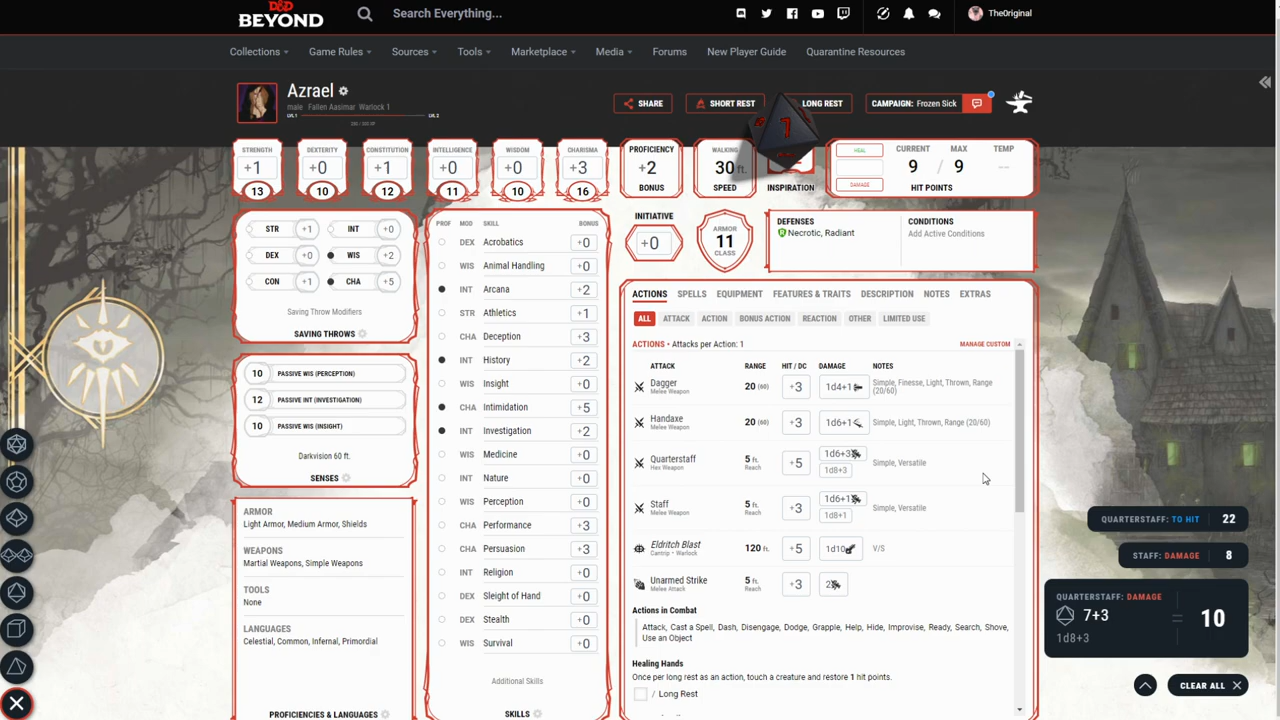 D&D
BEYOND
Search Everything...
The0riginal
Collections
Game Rules
Sources
Tools
Marketplace
Media
Forums
New Player Guide
Quarantine Resources
Azrael
male Fallen Aasimar Warlock 1
LVL 1
LVL 2
SHARE
SHORT REST
LONG REST
CAMPAIGN: Frozen Sick
STRENGTH
+1
13
DEXTERITY
+0
10
CONSTITUTION
+1
12
INTELLIGENCE
+0
11
WISDOM
+0
10
CHARISMA
+3
16
PROFICIENCY
+2
BONUS
WALKING
30 ft.
SPEED
7
INSPIRATION
HEAL
DAMAGE
CURRENT MAX TEMP
9 / 9 --
HIT POINTS
STR +1
INT +0
DEX +0
WIS +2
CON +1
CHA +5
Saving Throw Modifiers
SAVING THROWS
10 PASSIVE WIS (PERCEPTION)
12 PASSIVE INT (INVESTIGATION)
10 PASSIVE WIS (INSIGHT)
Darkvision 60 ft.
SENSES
ARMOR
Light Armor, Medium Armor, Shields
WEAPONS
Martial Weapons, Simple Weapons
TOOLS
None
LANGUAGES
Celestial, Common, Infernal, Primordial
PROFICIENCIES & LANGUAGES
PROF MOD SKILL BONUS
DEX Acrobatics +0
WIS Animal Handling +0
INT Arcana +2
STR Athletics +1
CHA Deception +3
INT History +2
WIS Insight +0
CHA Intimidation +5
INT Investigation +2
WIS Medicine +0
INT Nature +0
WIS Perception +0
CHA Performance +3
CHA Persuasion +3
INT Religion +0
DEX Sleight of Hand +0
DEX Stealth +0
WIS Survival +0
Additional Skills
SKILLS
INITIATIVE
+0
ARMOR
11
CLASS
DEFENSES
Necrotic, Radiant
CONDITIONS
Add Active Conditions
ACTIONS
SPELLS
EQUIPMENT
FEATURES & TRAITS
DESCRIPTION
NOTES
EXTRAS
ALL
ATTACK
ACTION
BONUS ACTION
REACTION
OTHER
LIMITED USE
ACTIONS • Attacks per Action: 1
MANAGE CUSTOM
ATTACK RANGE HIT / DC DAMAGE NOTES
Dagger
Melee Weapon
20 (60)
+3
1d4+1
Simple, Finesse, Light, Thrown, Range
(20/60)
Handaxe
Melee Weapon
20 (60)
+3
1d6+1
Simple, Light, Thrown, Range (20/60)
Quarterstaff
Hex Weapon
5 ft.
Reach
+5
1d6+3
1d8+3
Simple, Versatile
Staff
Melee Weapon
5 ft.
Reach
+3
1d6+1
1d8+1
Simple, Versatile
Eldritch Blast
Cantrip • Warlock
120 ft.
+5
1d10
V/S
Unarmed Strike
Melee Attack
5 ft.
Reach
+3
2
Actions in Combat
Attack, Cast a Spell, Dash, Disengage, Dodge, Grapple, Help, Hide, Improvise, Ready, Search, Shove,
Use an Object
Healing Hands
Once per long rest as an action, touch a creature and restore 1 hit points.
/ Long Rest
QUARTERSTAFF: TO HIT 22
STAFF: DAMAGE 8
QUARTERSTAFF: DAMAGE
7+3 = 10
1d8+3
CLEAR ALL